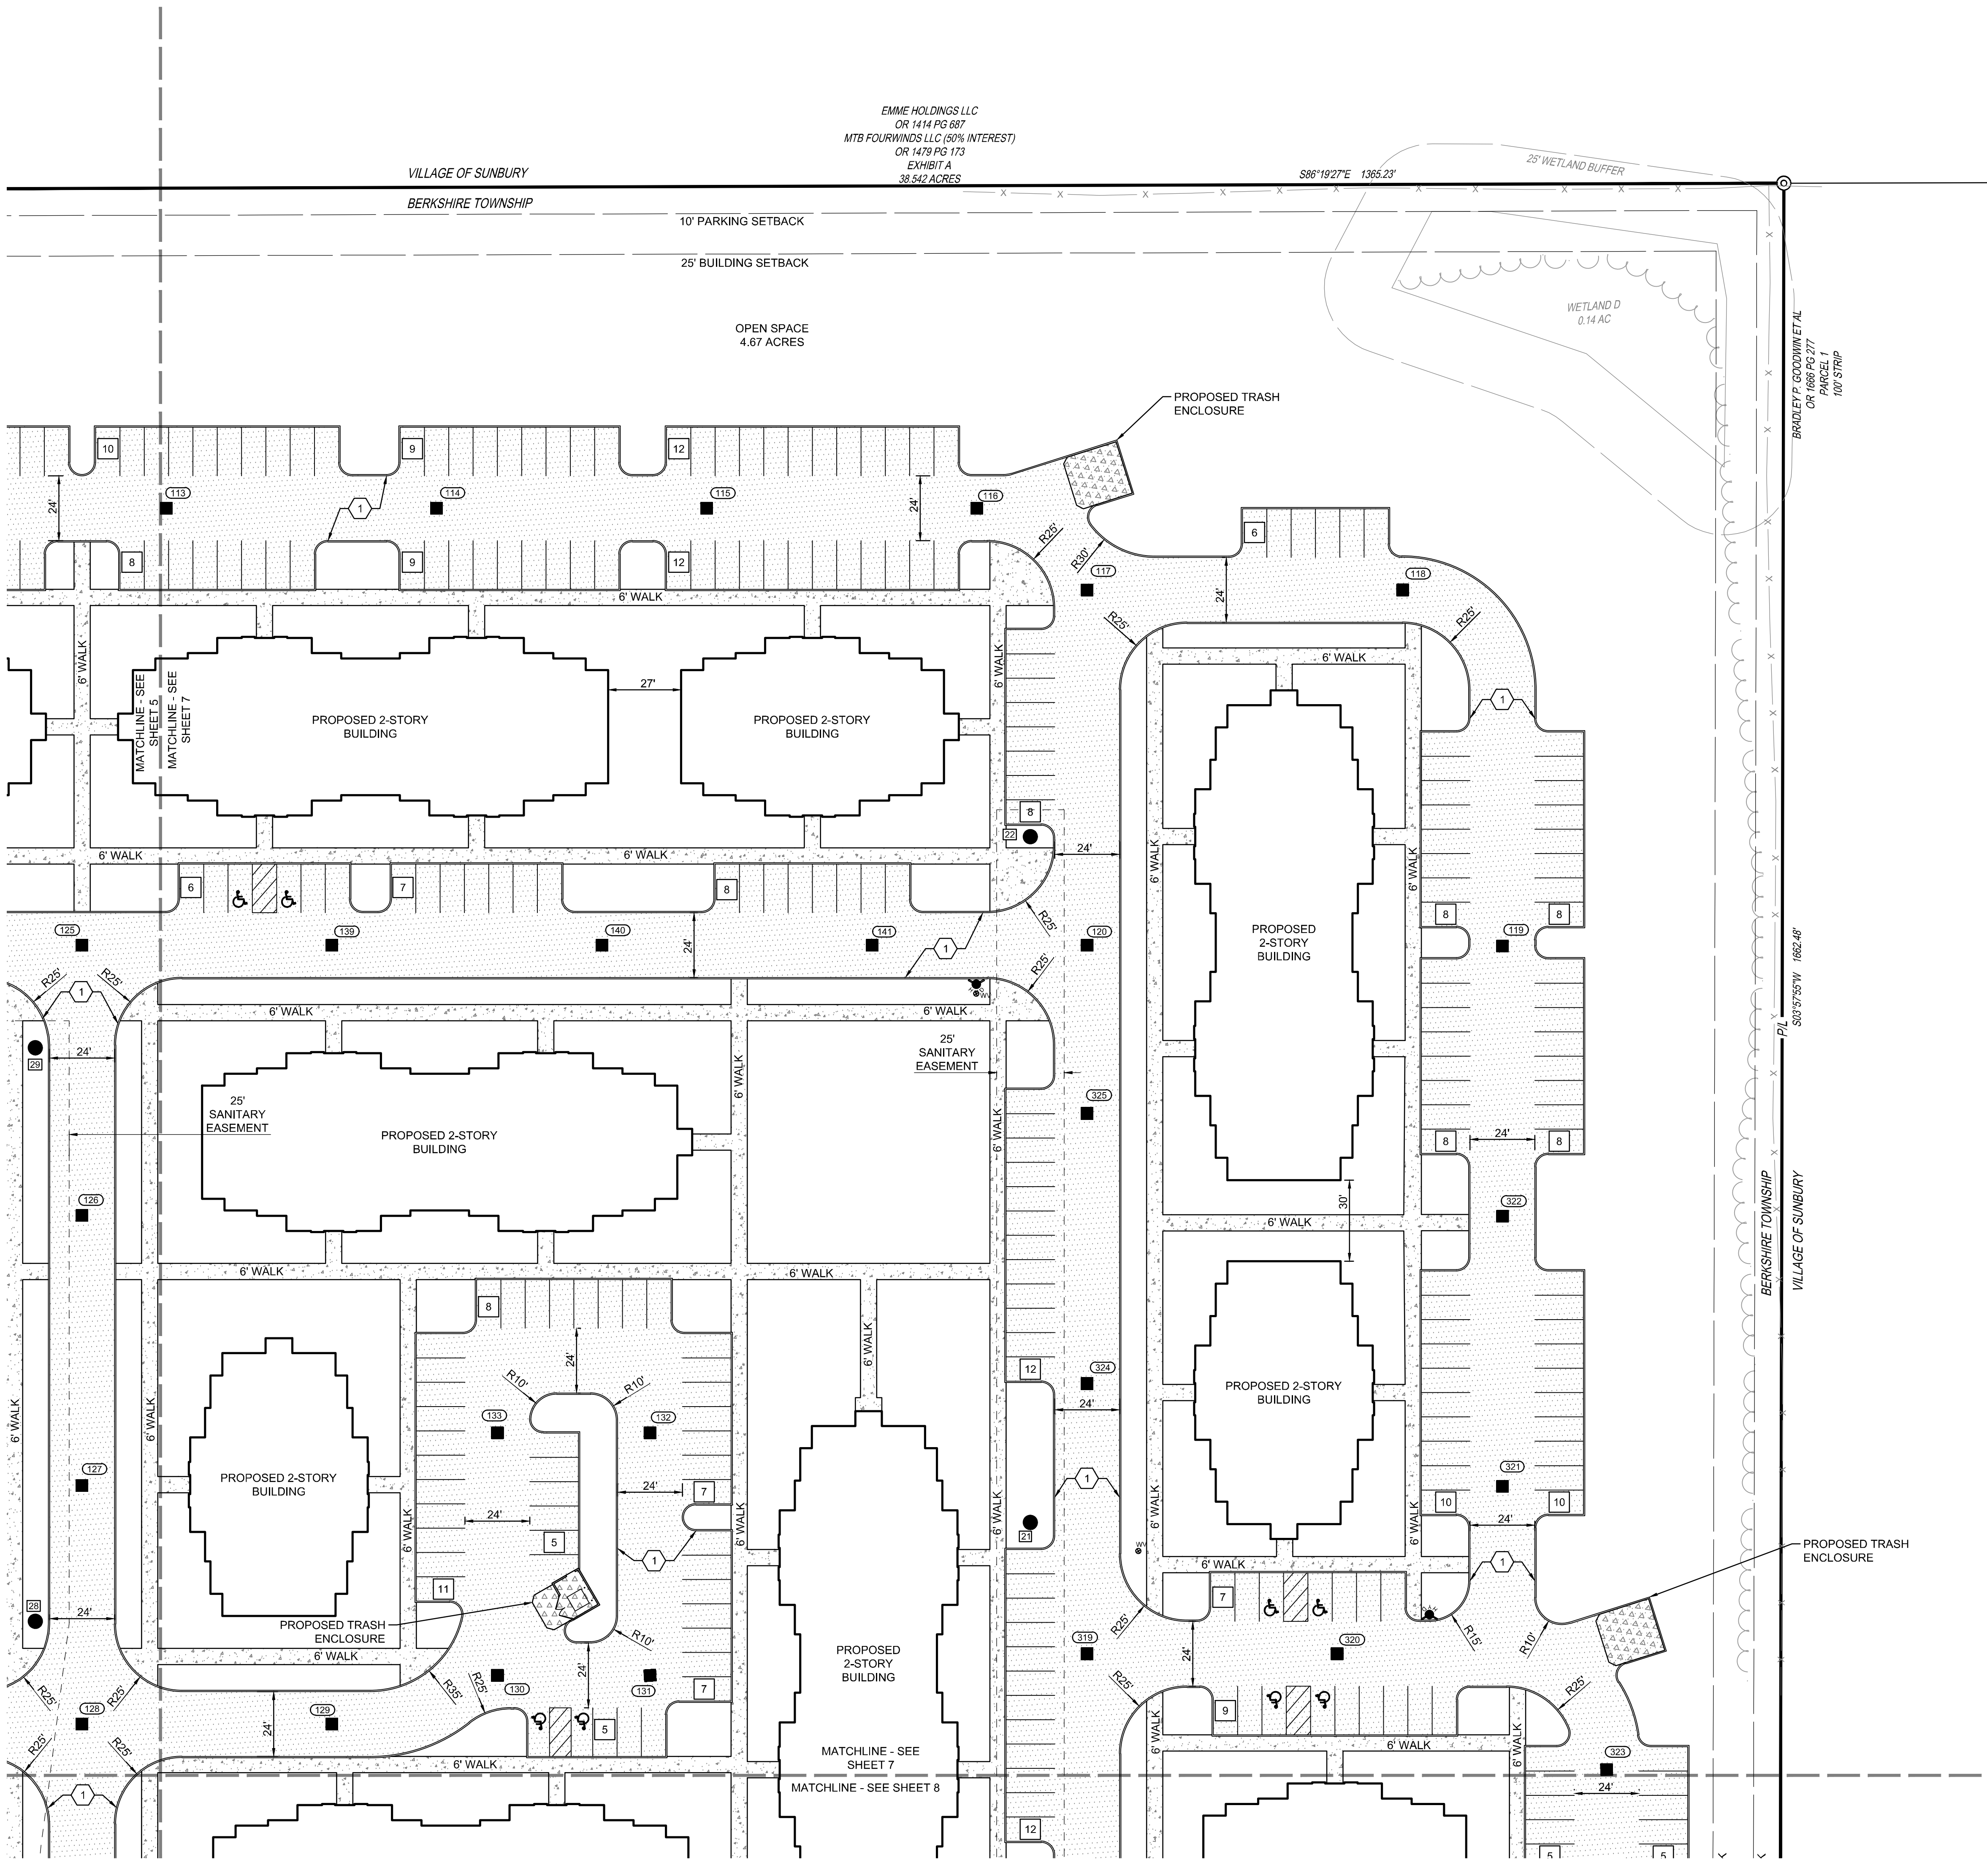 EMME HOLDINGS LLC
OR 1414 PG 687
MTB FOURWINDS LLC (50% INTEREST)
OR 1479 PG 173
EXHIBIT A
38.542 ACRES
VILLAGE OF SUNBURY
BERKSHIRE TOWNSHIP
S86°19'27"E 1365.23'
25' WETLAND BUFFER
10' PARKING SETBACK
25' BUILDING SETBACK
WETLAND D
0.14 AC
OPEN SPACE
4.67 ACRES
BRADLEY P. GOODWIN ET AL
OR 1666 PG 277
PARCEL 1
100' STRIP
PROPOSED TRASH
ENCLOSURE
10
9
12
113
114
115
116
24'
1
24'
8
9
12
R25'
R30'
6
117
118
24'
6' WALK
R25'
R25'
6' WALK
6' WALK
6' WALK
MATCHLINE - SEE
SHEET 5
MATCHLINE - SEE
SHEET 7
27'
PROPOSED 2-STORY
BUILDING
PROPOSED 2-STORY
BUILDING
1
8
22
24'
6' WALK
6' WALK
6' WALK
6' WALK
6
7
8
R25'
8
8
125
139
140
141
120
119
24'
1
PROPOSED
2-STORY
BUILDING
S03°57'55"W 1662.48'
P/L
R25'
R25'
1
R25'
WV
6' WALK
6' WALK
29
24'
25'
SANITARY
EASEMENT
25'
SANITARY
EASEMENT
6' WALK
6' WALK
325
PROPOSED 2-STORY
BUILDING
8
24'
8
126
322
30'
BERKSHIRE TOWNSHIP
VILLAGE OF SUNBURY
6' WALK
6' WALK
6' WALK
8
24'
6' WALK
12
324
24'
PROPOSED 2-STORY
BUILDING
R10'
R10'
133
132
6' WALK
6' WALK
127
PROPOSED 2-STORY
BUILDING
24'
7
24'
5
1
6' WALK
6' WALK
6' WALK
1
21
WV
6' WALK
6' WALK
321
10
10
24'
1
PROPOSED TRASH
ENCLOSURE
6' WALK
11
28
24'
PROPOSED TRASH
ENCLOSURE
R10'
6' WALK
7
R25'
R15'
R10'
319
320
24'
PROPOSED
2-STORY
BUILDING
R25'
R25'
R35'
R25'
130
131
24'
7
128
129
24'
5
R25'
R25'
9
R25'
6' WALK
6' WALK
6' WALK
R25'
R25'
6' WALK
MATCHLINE - SEE
SHEET 7
MATCHLINE - SEE SHEET 8
323
24'
1
12
5
5